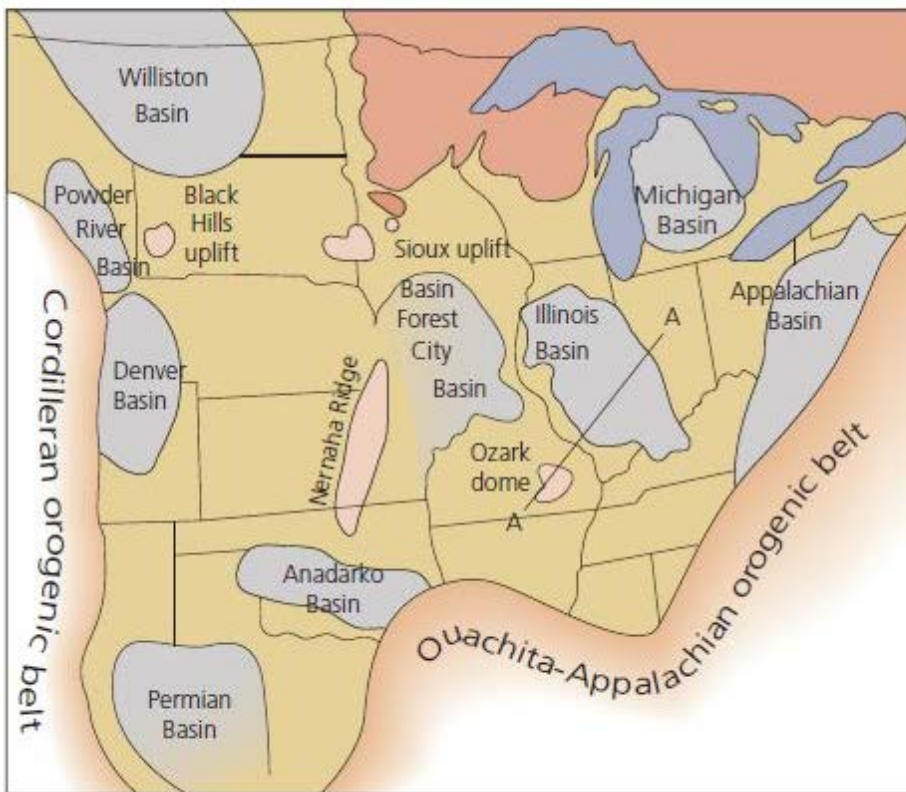 Williston
Basin
Powder
River
Basin
Black
Hills
uplift
Sioux uplift
Michigan
Basin
Basin
Forest
City
Basin
Illinois
Basin
A
Appalachian
Basin
Denver
Basin
Nernaha Ridge
Ozark
dome
A
Anadarko
Basin
Permian
Basin
Cordilleran orogenic belt
Ouachita-Appalachian orogenic belt